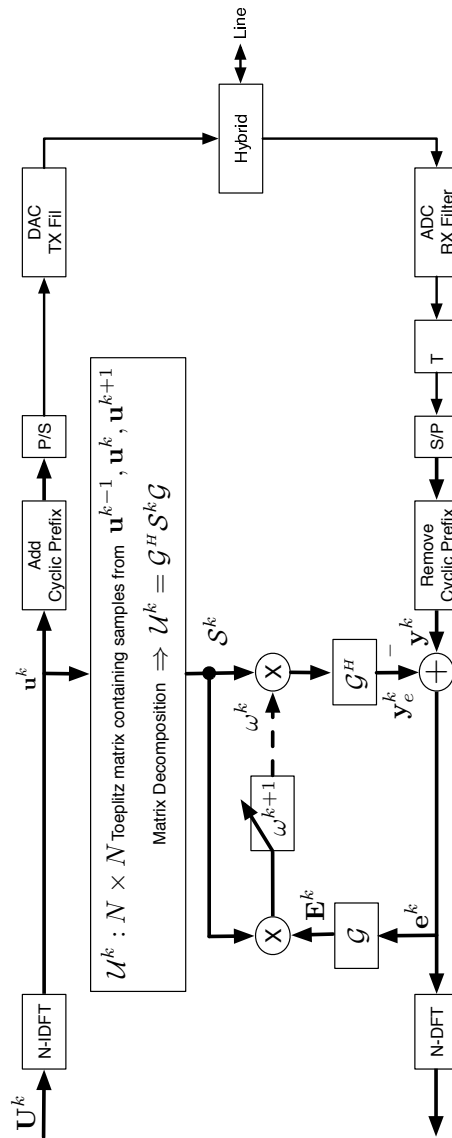 U^k
N-IDFT
u^k
Add
Cyclic Prefix
P/S
DAC
TX Fil
𝒰^k : N × N Toeplitz matrix containing samples from u^{k−1}, u^k, u^{k+1}
Matrix Decomposition ⇒ 𝒰^k = 𝒢^H 𝒮^k 𝒢
Hybrid
Line
𝒮^k
X
ω^{k+1}
ω^k
X
E^k
𝒢
𝒢^H
−
e^k
y_e^k
y^k
+
N-DFT
Remove
Cyclic Prefix
S/P
T
ADC
RX Filter